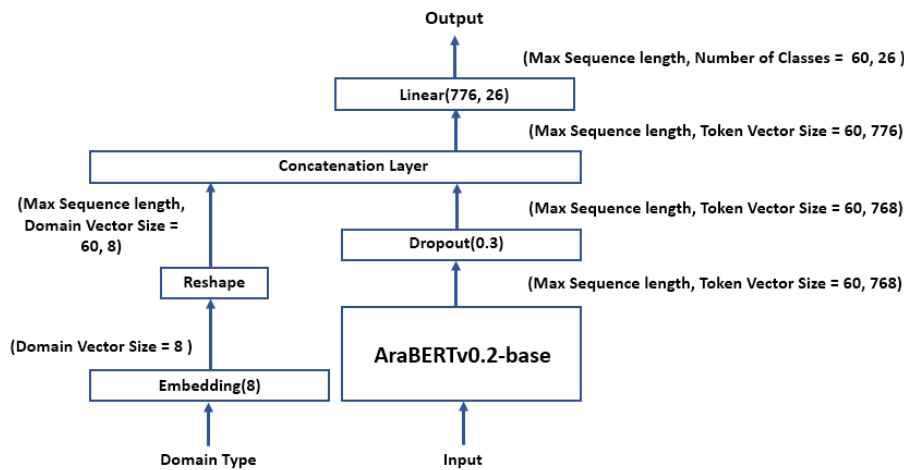 Output
(Max Sequence length, Number of Classes = 60, 26 )
Linear(776, 26)
(Max Sequence length, Token Vector Size = 60, 776)
Concatenation Layer
(Max Sequence length,
Domain Vector Size =
60, 8)
(Max Sequence length, Token Vector Size = 60, 768)
Dropout(0.3)
Reshape
(Max Sequence length, Token Vector Size = 60, 768)
(Domain Vector Size = 8 )
AraBERTv0.2-base
Embedding(8)
Domain Type
Input